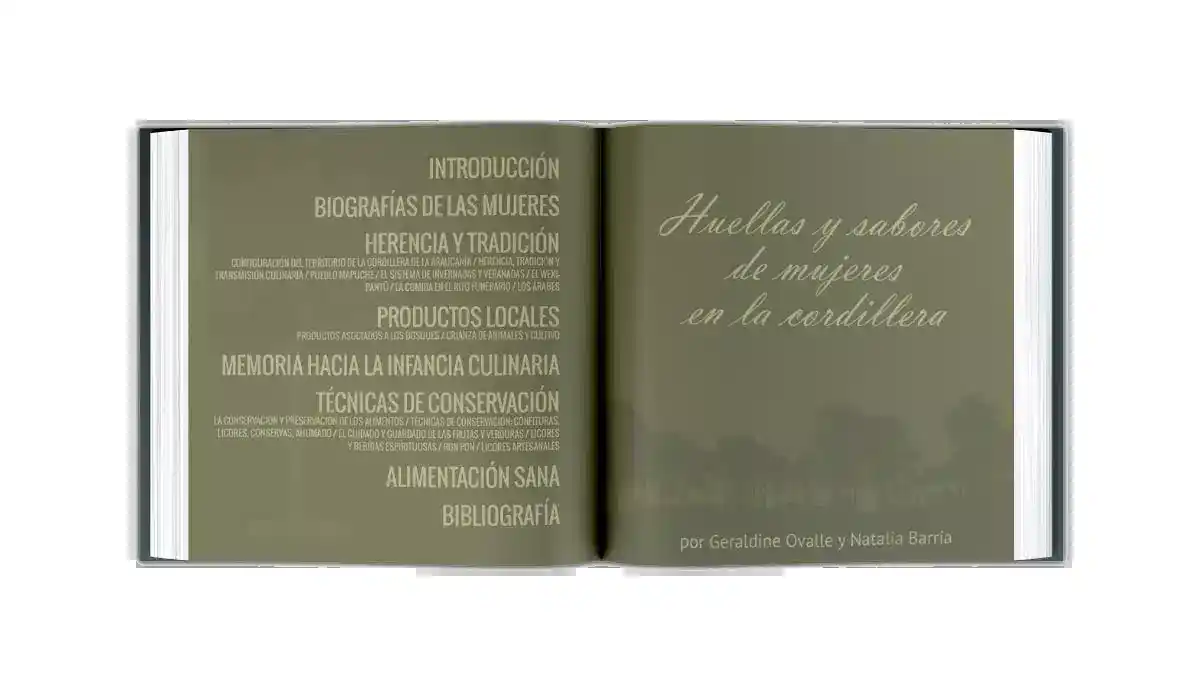 INTRODUCCIÓN
BIOGRAFÍAS DE LAS MUJERES
HERENCIA Y TRADICIÓN
CONFIGURACIÓN DEL TERRITORIO DE LA CORDILLERA DE LA ARAUCANÍA / HERENCIA, TRADICIÓN Y
TRANSMISIÓN CULINARIA / PUEBLO MAPUCHE / EL SISTEMA DE INVERNADAS Y VERANADAS / EL WEXE
PANTÜ / LA COMIDA EN EL RITO FUNERARIO / LOS ÁRABES
PRODUCTOS LOCALES
PRODUCTOS ASOCIADOS A LOS BOSQUES / CRIANZA DE ANIMALES Y CULTIVO
MEMORIA HACIA LA INFANCIA CULINARIA
TÉCNICAS DE CONSERVACIÓN
LA CONSERVACIÓN Y PRESERVACIÓN DE LOS ALIMENTOS / TÉCNICAS DE CONSERVACIÓN: CONFITURAS,
LICORES, CONSERVAS, AHUMADO / EL CUIDADO Y GUARDADO DE LAS FRUTAS Y VERDURAS / LICORES
Y BEBIDAS ESPIRITUOSAS / RON PON / LICORES ARTESANALES
ALIMENTACIÓN SANA
BIBLIOGRAFÍA
Huellas y sabores
de mujeres
en la cordillera
por Geraldine Ovalle y Natalia Barría